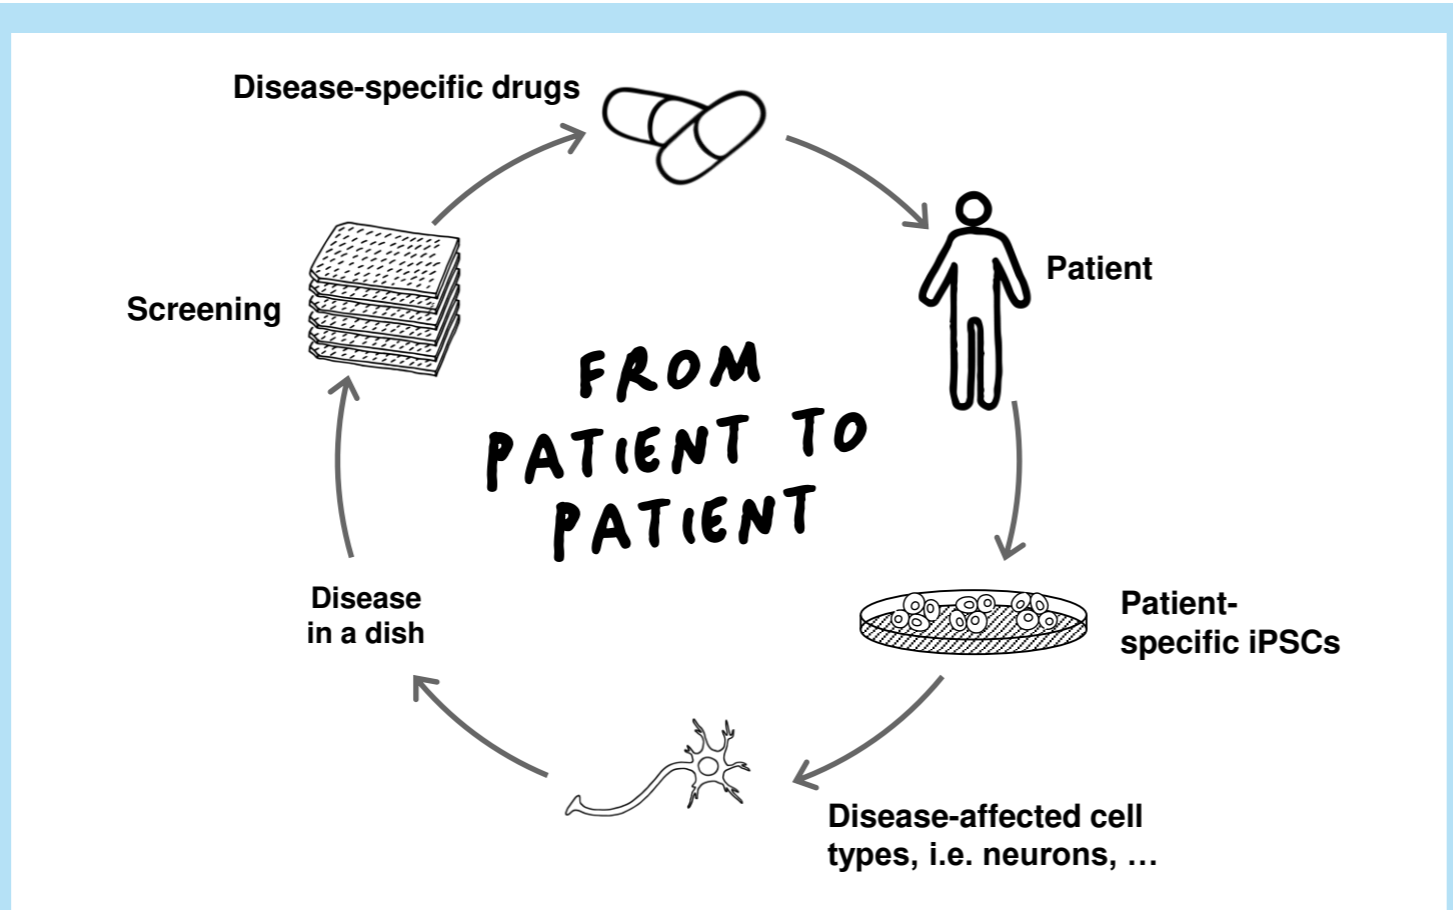 Disease-specific drugs
Patient
Screening
FROM
PATIENT TO
PATIENT
Disease
in a dish
Patient-
specific iPSCs
Disease-affected cell
types, i.e. neurons, …